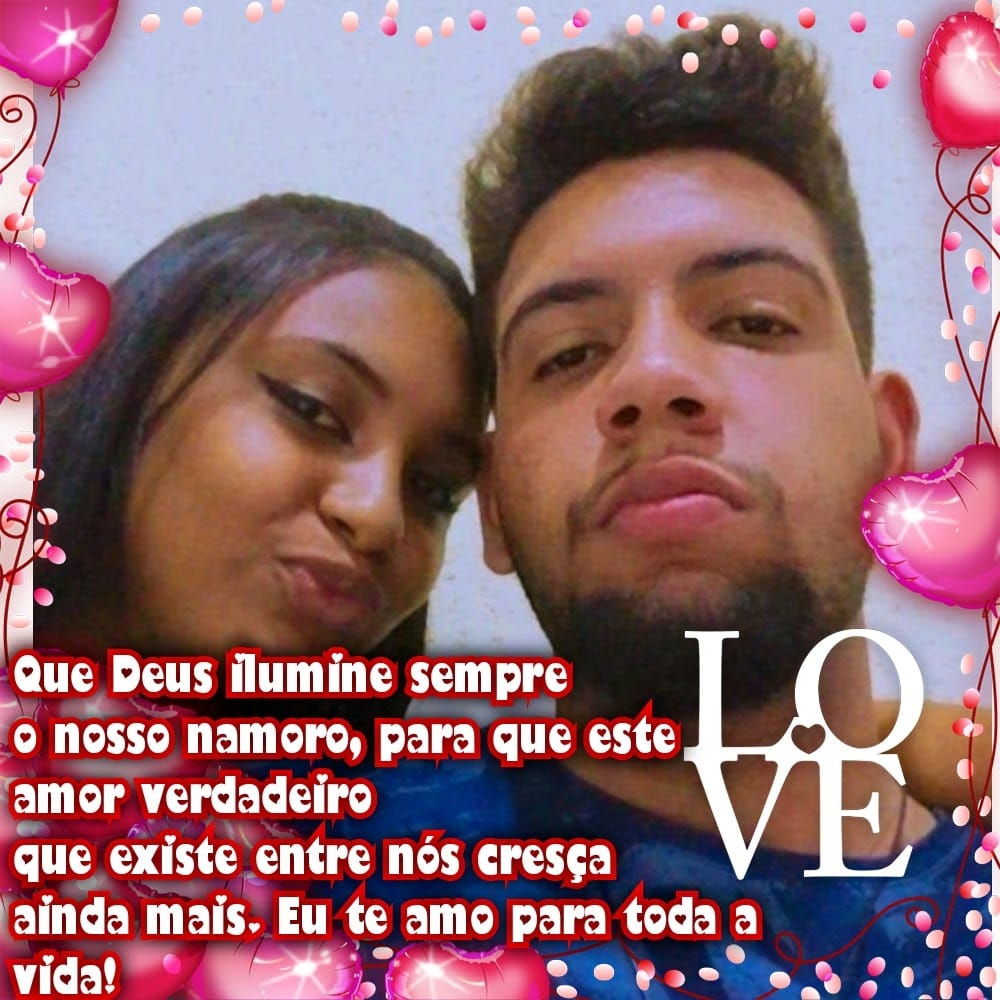 Que Deus ilumine sempre
o nosso namoro, para que este
amor verdadeiro
que existe entre nós cresça
ainda mais. Eu te amo para toda a
vida!
LO
VE